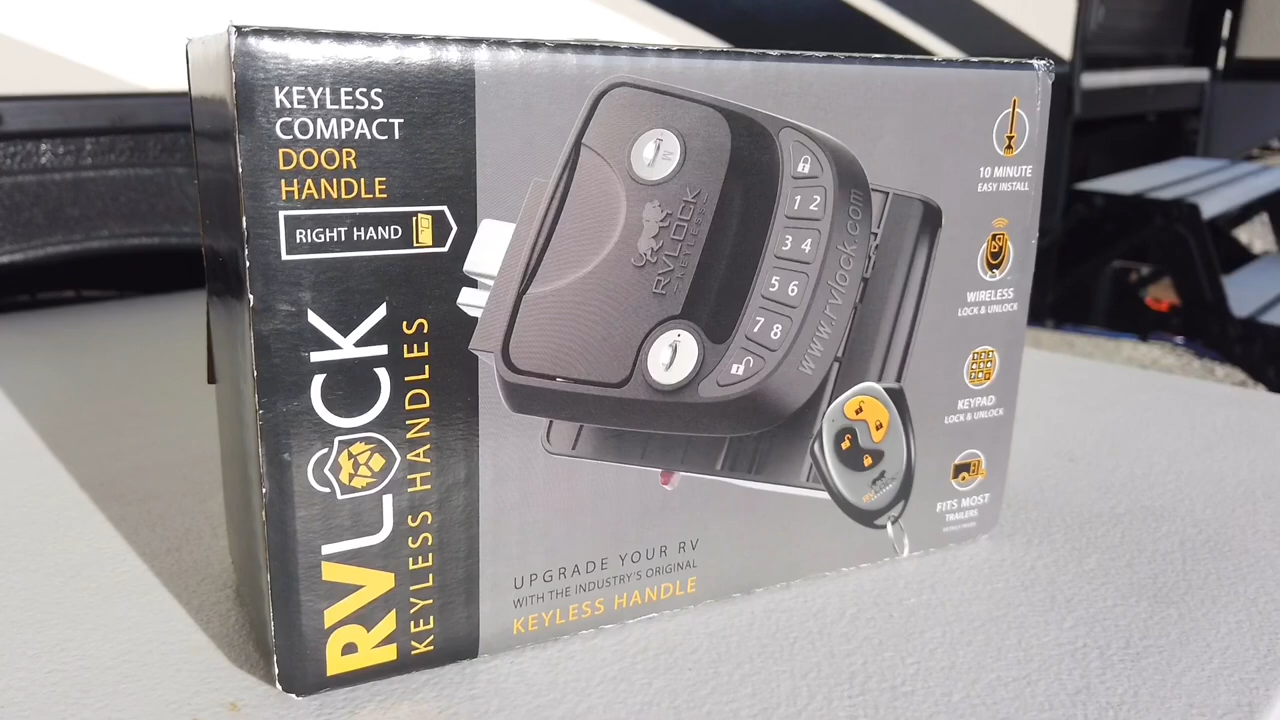 KEYLESS
COMPACT
DOOR
HANDLE
RIGHT HAND
RVLOCK
KEYLESS HANDLES
M
RVLOCK
KEYLESS
1 2
3 4
5 6
7 8
www.rvlock.com
10 MINUTE
EASY INSTALL
WIRELESS
LOCK & UNLOCK
KEYPAD
LOCK & UNLOCK
FITS MOST
TRAILERS
UPGRADE YOUR RV
WITH THE INDUSTRY'S ORIGINAL
KEYLESS HANDLE